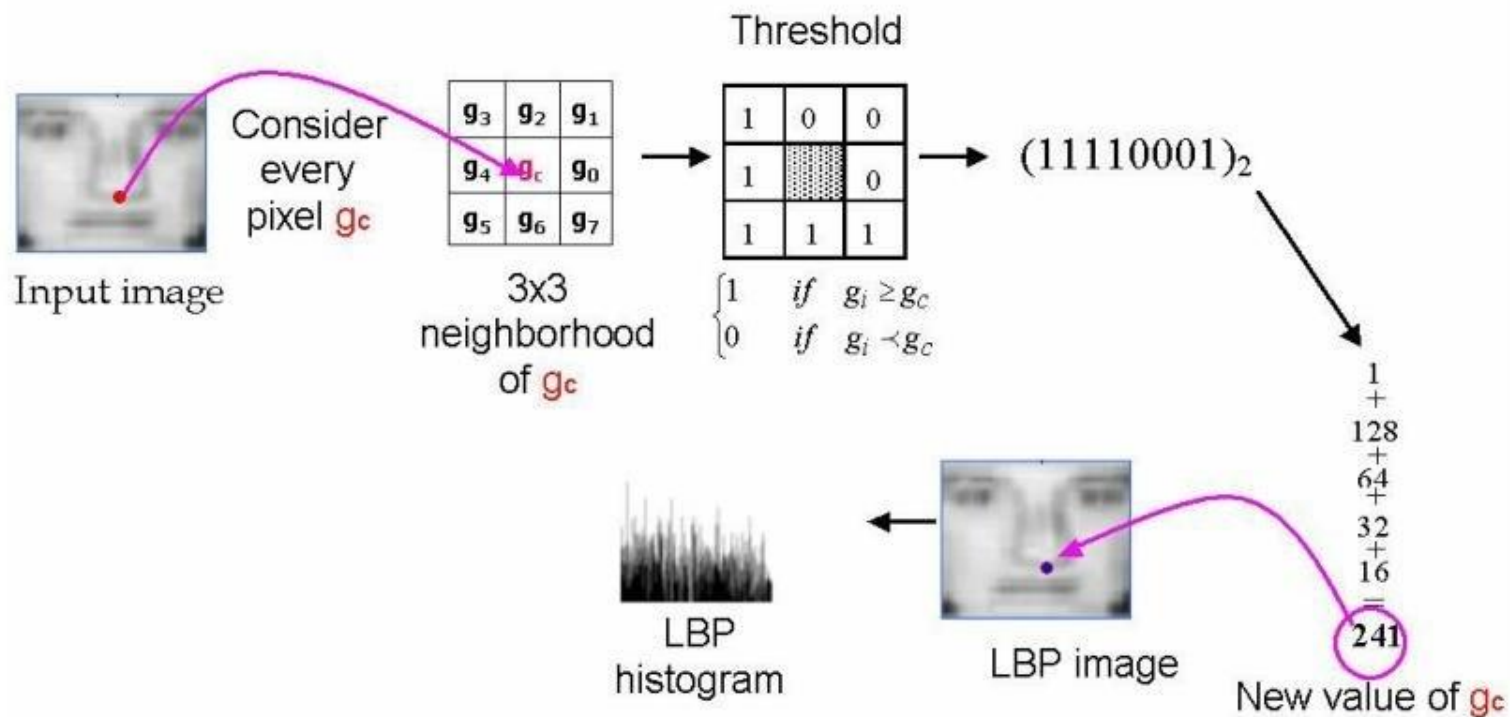 Threshold
Consider
every
pixel gc
Input image
g3 g2 g1
g4 gc g0
g5 g6 g7
3x3
neighborhood
of gc
1 0 0
1 0
1 1 1
{1 if gi ≥ gc
{0 if gi ≺ gc
(11110001)2
1
+
128
+
64
+
32
+
16
=
241
New value of gc
LBP image
LBP
histogram